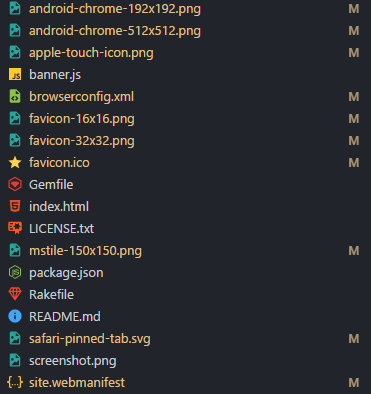 android-chrome-192x192.png M
android-chrome-512x512.png M
apple-touch-icon.png M
JS banner.js
browserconfig.xml M
favicon-16x16.png M
favicon-32x32.png M
favicon.ico M
Gemfile
index.html
LICENSE.txt
mstile-150x150.png M
package.json
Rakefile
README.md
safari-pinned-tab.svg M
screenshot.png
{..} site.webmanifest M